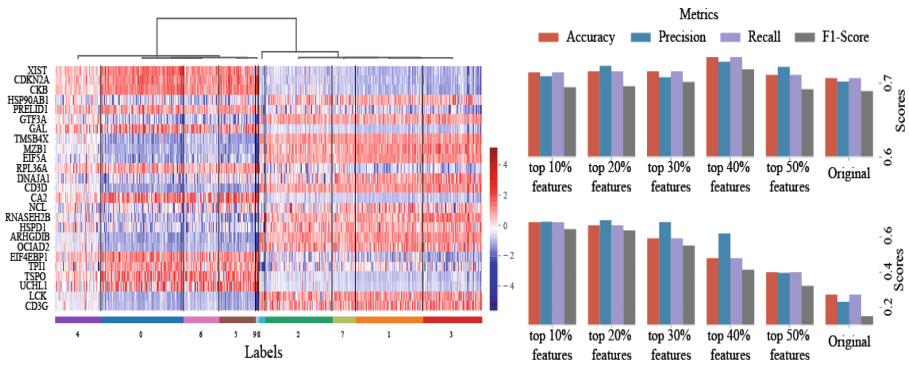 XIST
CDKN2A
CKB
HSP90AB1
PRELID1
GTF3A
GAL
TMSB4X
MZB1
EIF5A
RPL36A
DNAJA1
CD3D
CA2
NCL
RNASEH2B
HSPD1
ARHGDIB
OCIAD2
EIF4EBP1
TPI1
TSPO
UCHL1
LCK
CD3G
4 0 6 5 9 8 2 7 1 3
Labels
4
2
0
−2
−4
Metrics
Accuracy Precision Recall F1-Score
0.7
0.6
Scores
top 10% features
top 20% features
top 30% features
top 40% features
top 50% features
Original
0.6
0.4
0.2
Scores
top 10% features
top 20% features
top 30% features
top 40% features
top 50% features
Original